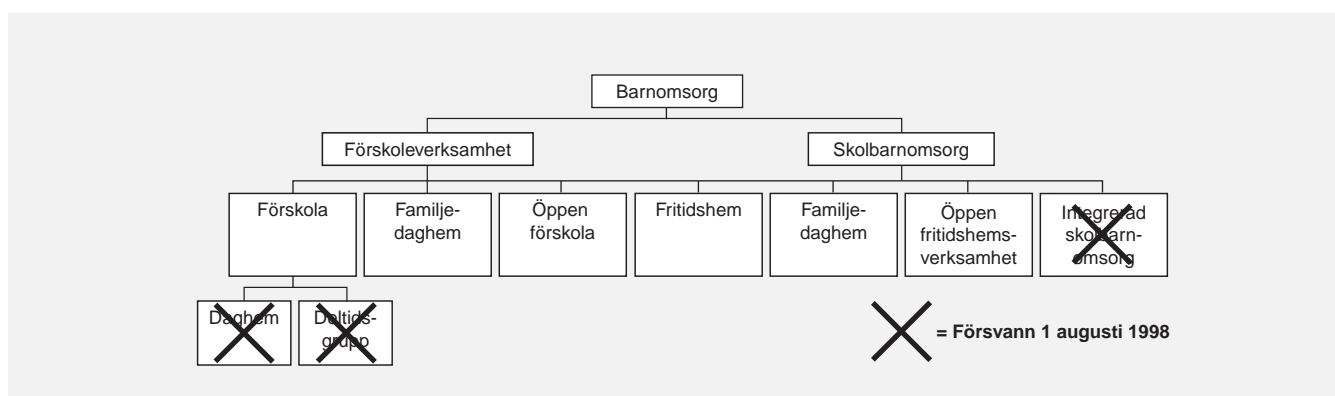 Barnomsorg
Förskoleverksamhet
Skolbarnomsorg
Förskola
Familje-
daghem
Öppen
förskola
Fritidshem
Familje-
daghem
Öppen
fritidshems-
verksamhet
Integrerad
skolbarn-
omsorg
Daghem
Deltids-
grupp
= Försvann 1 augusti 1998